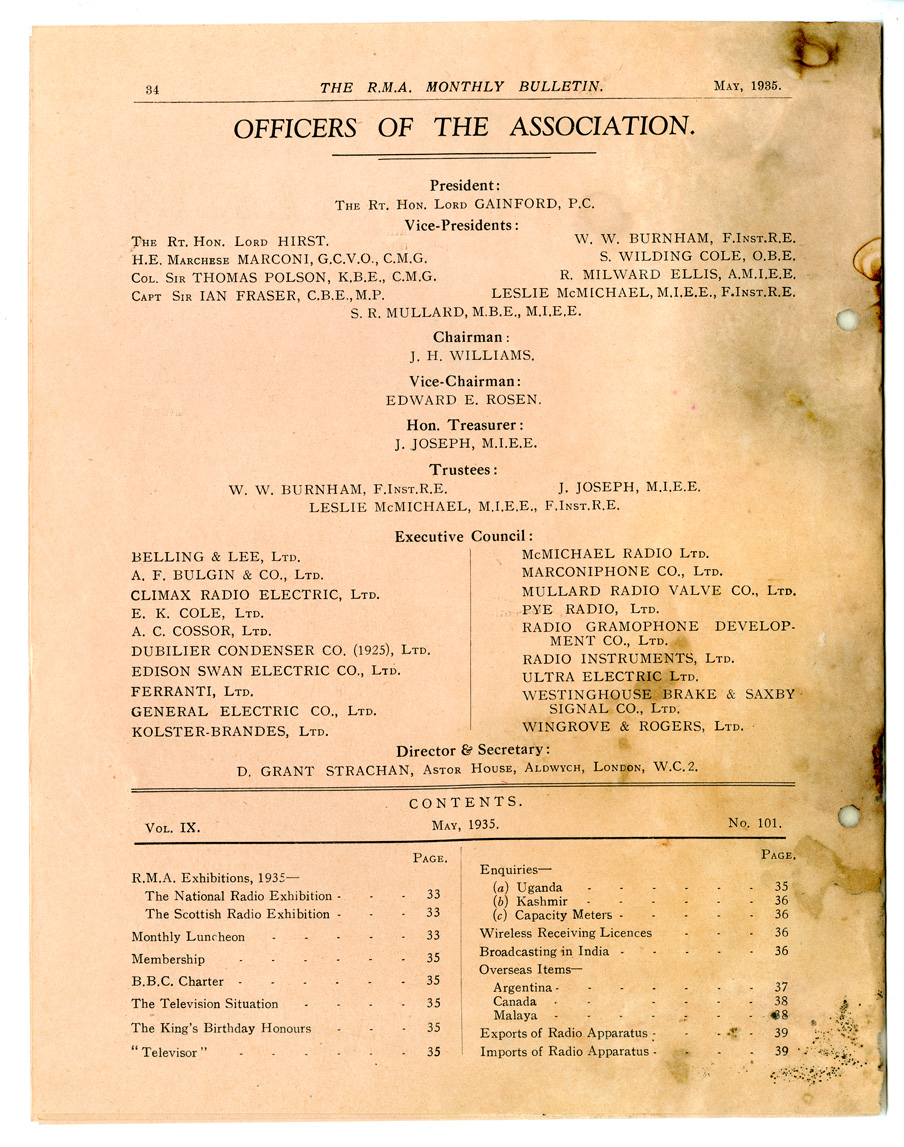 34 THE R.M.A. MONTHLY BULLETIN. MAY, 1935.
OFFICERS OF THE ASSOCIATION.
President:
THE RT. HON. LORD GAINFORD, P.C.
Vice-Presidents:
THE RT. HON. LORD HIRST. W. W. BURNHAM, F.INST.R.E.
H.E. MARCHESE MARCONI, G.C.V.O., C.M.G. S. WILDING COLE, O.B.E.
COL. SIR THOMAS POLSON, K.B.E., C.M.G. R. MILWARD ELLIS, A.M.I.E.E.
CAPT SIR IAN FRASER, C.B.E., M.P. LESLIE McMICHAEL, M.I.E.E., F.INST.R.E.
S. R. MULLARD, M.B.E., M.I.E.E.
Chairman:
J. H. WILLIAMS.
Vice-Chairman:
EDWARD E. ROSEN.
Hon. Treasurer:
J. JOSEPH, M.I.E.E.
Trustees:
W. W. BURNHAM, F.INST.R.E. J. JOSEPH, M.I.E.E.
LESLIE McMICHAEL, M.I.E.E., F.INST.R.E.
Executive Council:
BELLING & LEE, LTD.
A. F. BULGIN & CO., LTD.
CLIMAX RADIO ELECTRIC, LTD.
E. K. COLE, LTD.
A. C. COSSOR, LTD.
DUBILIER CONDENSER CO. (1925), LTD.
EDISON SWAN ELECTRIC CO., LTD.
FERRANTI, LTD.
GENERAL ELECTRIC CO., LTD.
KOLSTER-BRANDES, LTD.
McMICHAEL RADIO LTD.
MARCONIPHONE CO., LTD.
MULLARD RADIO VALVE CO., LTD.
PYE RADIO, LTD.
RADIO GRAMOPHONE DEVELOP-
MENT CO., LTD.
RADIO INSTRUMENTS, LTD.
ULTRA ELECTRIC LTD.
WESTINGHOUSE BRAKE & SAXBY
SIGNAL CO., LTD.
WINGROVE & ROGERS, LTD.
Director & Secretary:
D. GRANT STRACHAN, ASTOR HOUSE, ALDWYCH, LONDON, W.C.2.
CONTENTS.
VOL. IX. MAY, 1935. No. 101.
PAGE.
R.M.A. Exhibitions, 1935—
The National Radio Exhibition - - - 33
The Scottish Radio Exhibition - - - 33
Monthly Luncheon - - - - - 33
Membership - - - - - - 35
B.B.C. Charter - - - - - - 35
The Television Situation - - - - 35
The King's Birthday Honours - - - 35
"Televisor" - - - - - - 35
PAGE.
Enquiries—
(a) Uganda - - - - - - 35
(b) Kashmir - - - - - - 36
(c) Capacity Meters - - - - - 36
Wireless Receiving Licences - - - 36
Broadcasting in India - - - - - 36
Overseas Items—
Argentina - - - - - - - 37
Canada - - - - - - 38
Malaya - - - - - - - 38
Exports of Radio Apparatus - - - - 39
Imports of Radio Apparatus - - - - 39